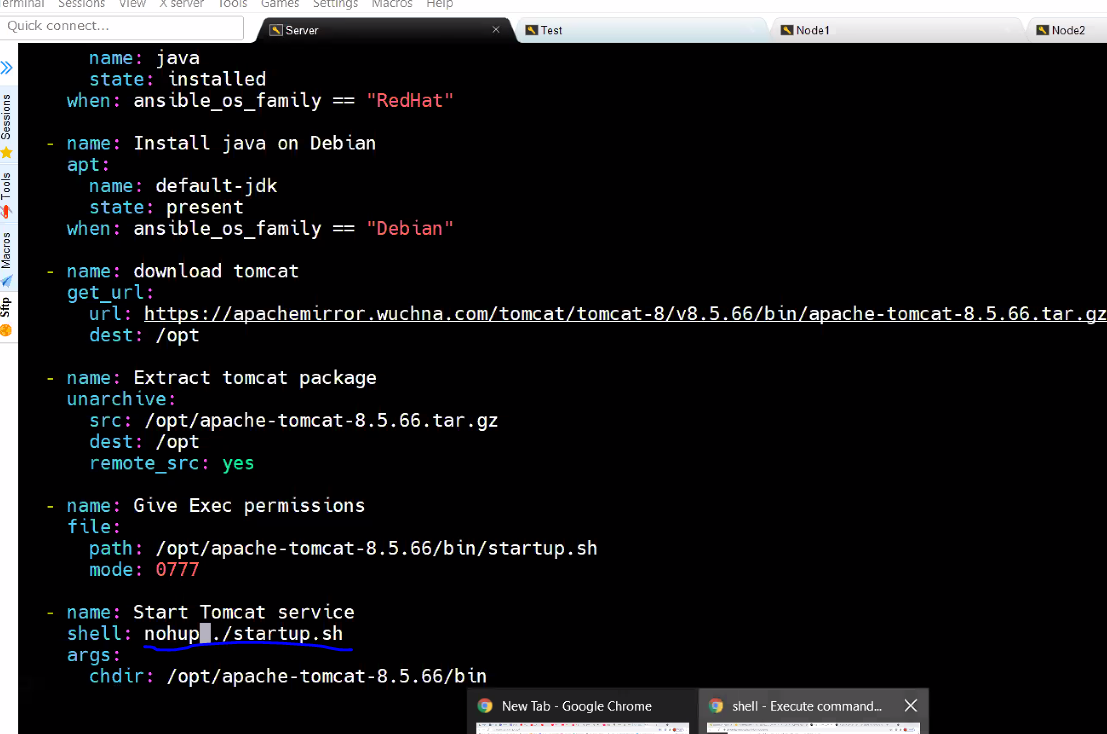 Terminal Sessions View X server Tools Games Settings Macros Help
Quick connect...
Server
Test
Node1
Node2
Sessions
Tools
Macros
Sftp
name: java
state: installed
when: ansible_os_family == "RedHat"
- name: Install java on Debian
apt:
name: default-jdk
state: present
when: ansible_os_family == "Debian"
- name: download tomcat
get_url:
url: https://apachemirror.wuchna.com/tomcat/tomcat-8/v8.5.66/bin/apache-tomcat-8.5.66.tar.gz
dest: /opt
- name: Extract tomcat package
unarchive:
src: /opt/apache-tomcat-8.5.66.tar.gz
dest: /opt
remote_src: yes
- name: Give Exec permissions
file:
path: /opt/apache-tomcat-8.5.66/bin/startup.sh
mode: 0777
- name: Start Tomcat service
shell: nohup ./startup.sh
args:
chdir: /opt/apache-tomcat-8.5.66/bin
New Tab - Google Chrome
shell - Execute command...